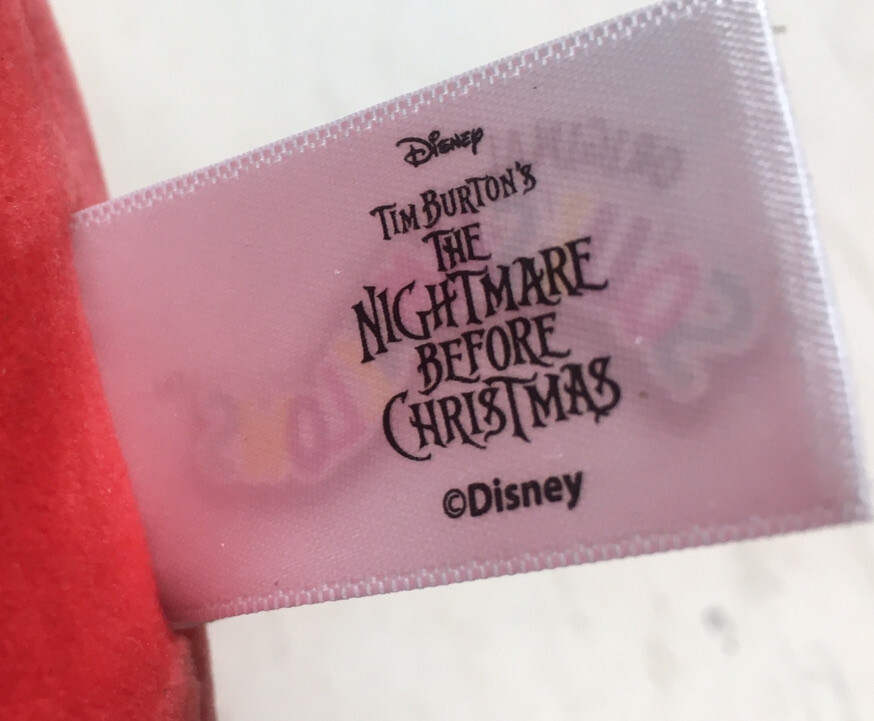 Disney
TIM BURTON'S
THE
NIGHTMARE
BEFORE
CHRISTMAS
©Disney